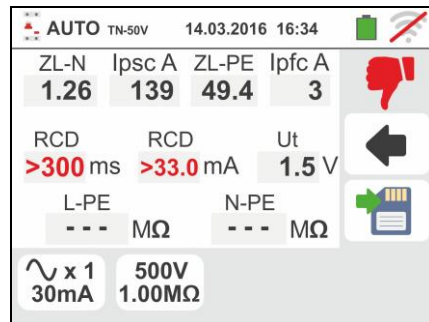 AUTO TN-50V 14.03.2016 16:34
ZL-N Ipsc A ZL-PE Ipfc A
1.26 139 49.4 3
RCD RCD Ut
>300 ms >33.0 mA 1.5 V
L-PE N-PE
- - - MΩ - - - MΩ
x 1 500V
30mA 1.00MΩ